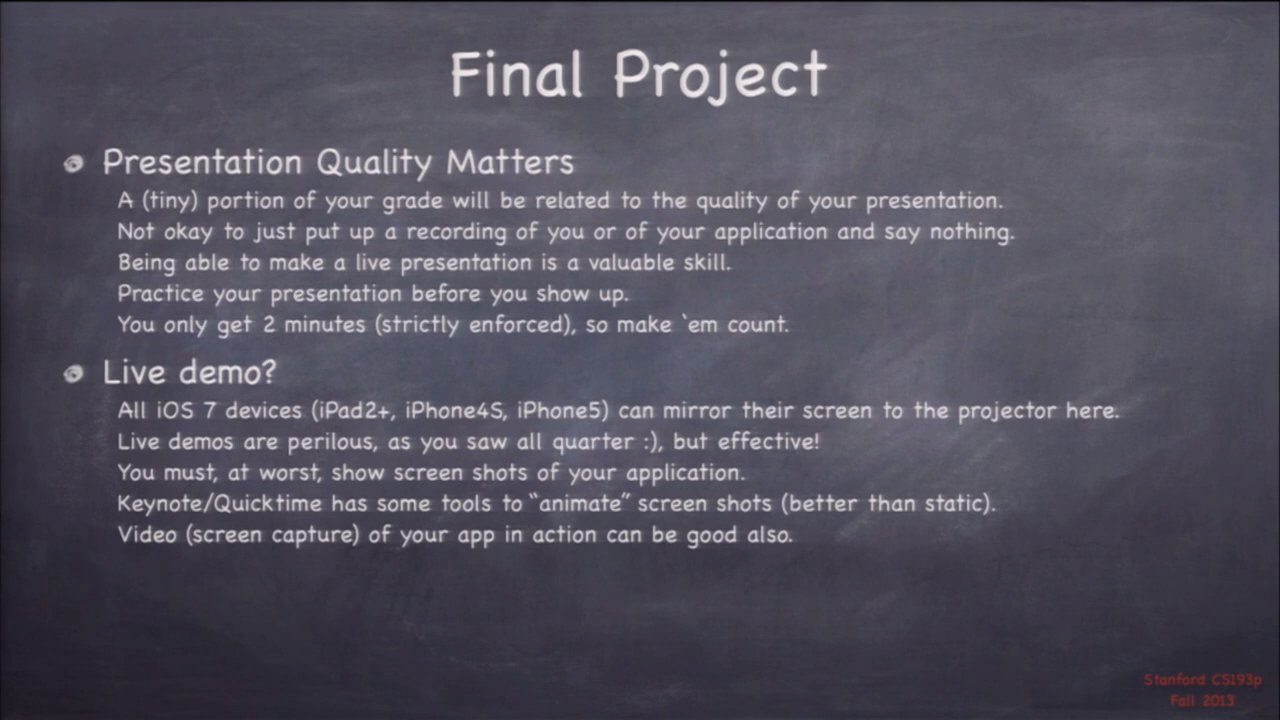 Final Project
Presentation Quality Matters
A (tiny) portion of your grade will be related to the quality of your presentation.
Not okay to just put up a recording of you or of your application and say nothing.
Being able to make a live presentation is a valuable skill.
Practice your presentation before you show up.
You only get 2 minutes (strictly enforced), so make `em count.
Live demo?
All iOS 7 devices (iPad2+, iPhone4S, iPhone5) can mirror their screen to the projector here.
Live demos are perilous, as you saw all quarter :), but effective!
You must, at worst, show screen shots of your application.
Keynote/Quicktime has some tools to “animate” screen shots (better than static).
Video (screen capture) of your app in action can be good also.
Stanford CS193p
Fall 2013